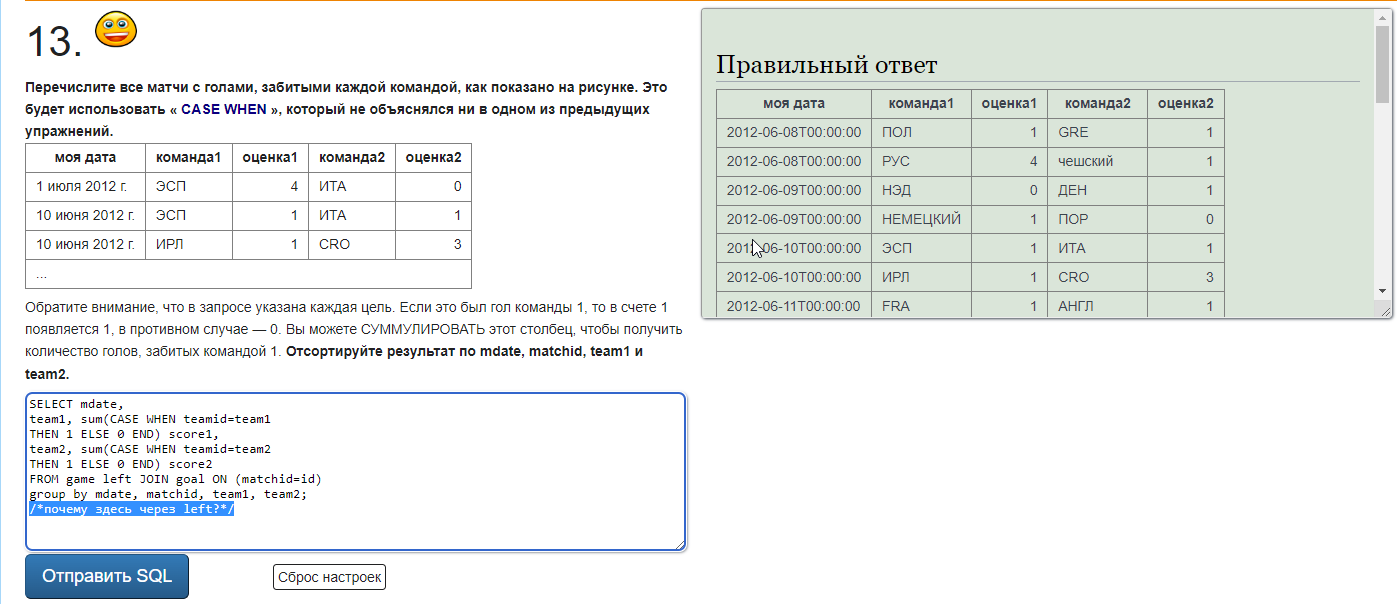 13.
Перечислите все матчи с голами, забитыми каждой командой, как показано на рисунке. Это
будет использовать « CASE WHEN », который не объяснялся ни в одном из предыдущих
упражнений.
моя дата команда1 оценка1 команда2 оценка2
1 июля 2012 г. ЭСП 4 ИТА 0
10 июня 2012 г. ЭСП 1 ИТА 1
10 июня 2012 г. ИРЛ 1 CRO 3
...
Обратите внимание, что в запросе указана каждая цель. Если это был гол команды 1, то в счете 1
появляется 1, в противном случае — 0. Вы можете СУММУЛИРОВАТЬ этот столбец, чтобы получить
количество голов, забитых командой 1. Отсортируйте результат по mdate, matchid, team1 и
team2.
SELECT mdate,
team1, sum(CASE WHEN teamid=team1
THEN 1 ELSE 0 END) score1,
team2, sum(CASE WHEN teamid=team2
THEN 1 ELSE 0 END) score2
FROM game left JOIN goal ON (matchid=id)
group by mdate, matchid, team1, team2;
/*почему здесь через left?*/
Отправить SQL
Сброс настроек
Правильный ответ
моя дата команда1 оценка1 команда2 оценка2
2012-06-08T00:00:00 ПОЛ 1 GRE 1
2012-06-08T00:00:00 РУС 4 чешский 1
2012-06-09T00:00:00 НЭД 0 ДЕН 1
2012-06-09T00:00:00 НЕМЕЦКИЙ 1 ПОР 0
2012-06-10T00:00:00 ЭСП 1 ИТА 1
2012-06-10T00:00:00 ИРЛ 1 CRO 3
2012-06-11T00:00:00 FRA 1 АНГЛ 1